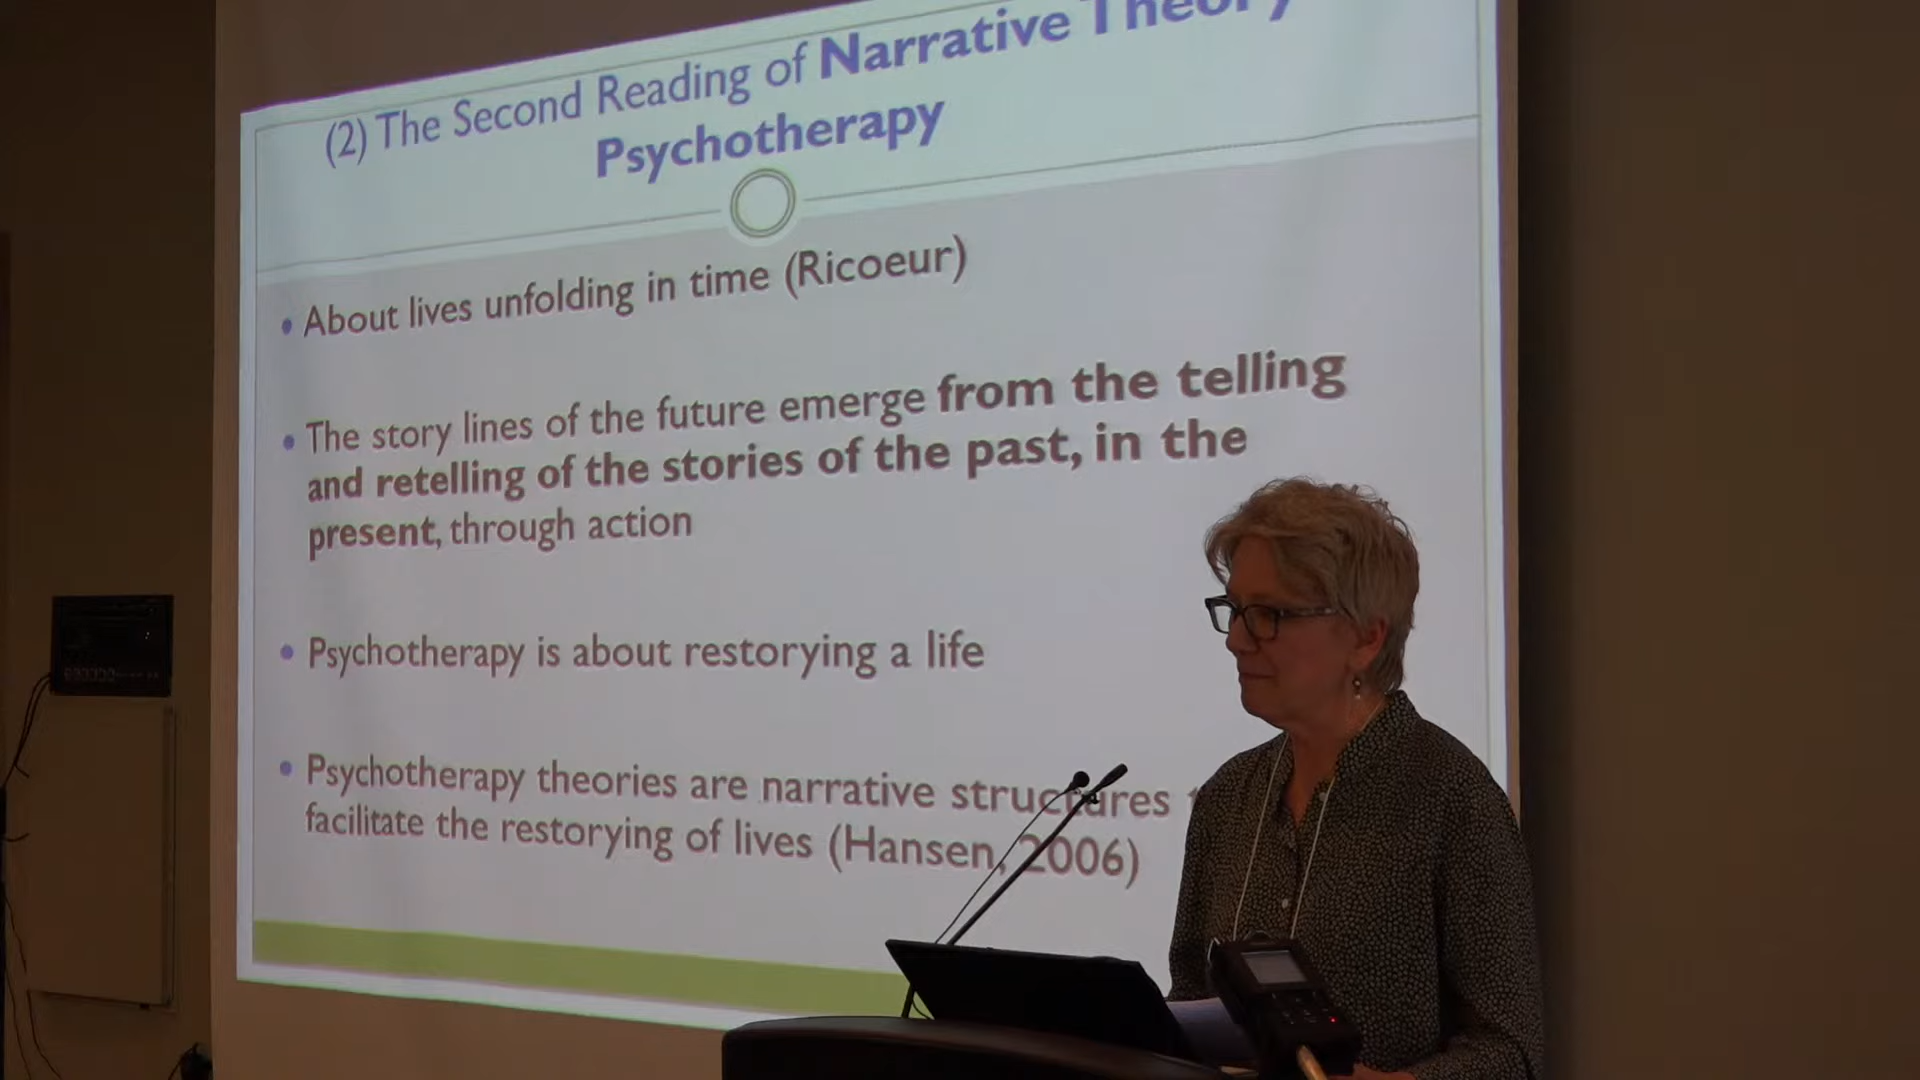 (2) The Second Reading of Narrative Theory
Psychotherapy
• About lives unfolding in time (Ricoeur)
• The story lines of the future emerge from the telling
and retelling of the stories of the past, in the
present, through action
• Psychotherapy is about restorying a life
• Psychotherapy theories are narrative structures
facilitate the restorying of lives (Hansen, 2006)